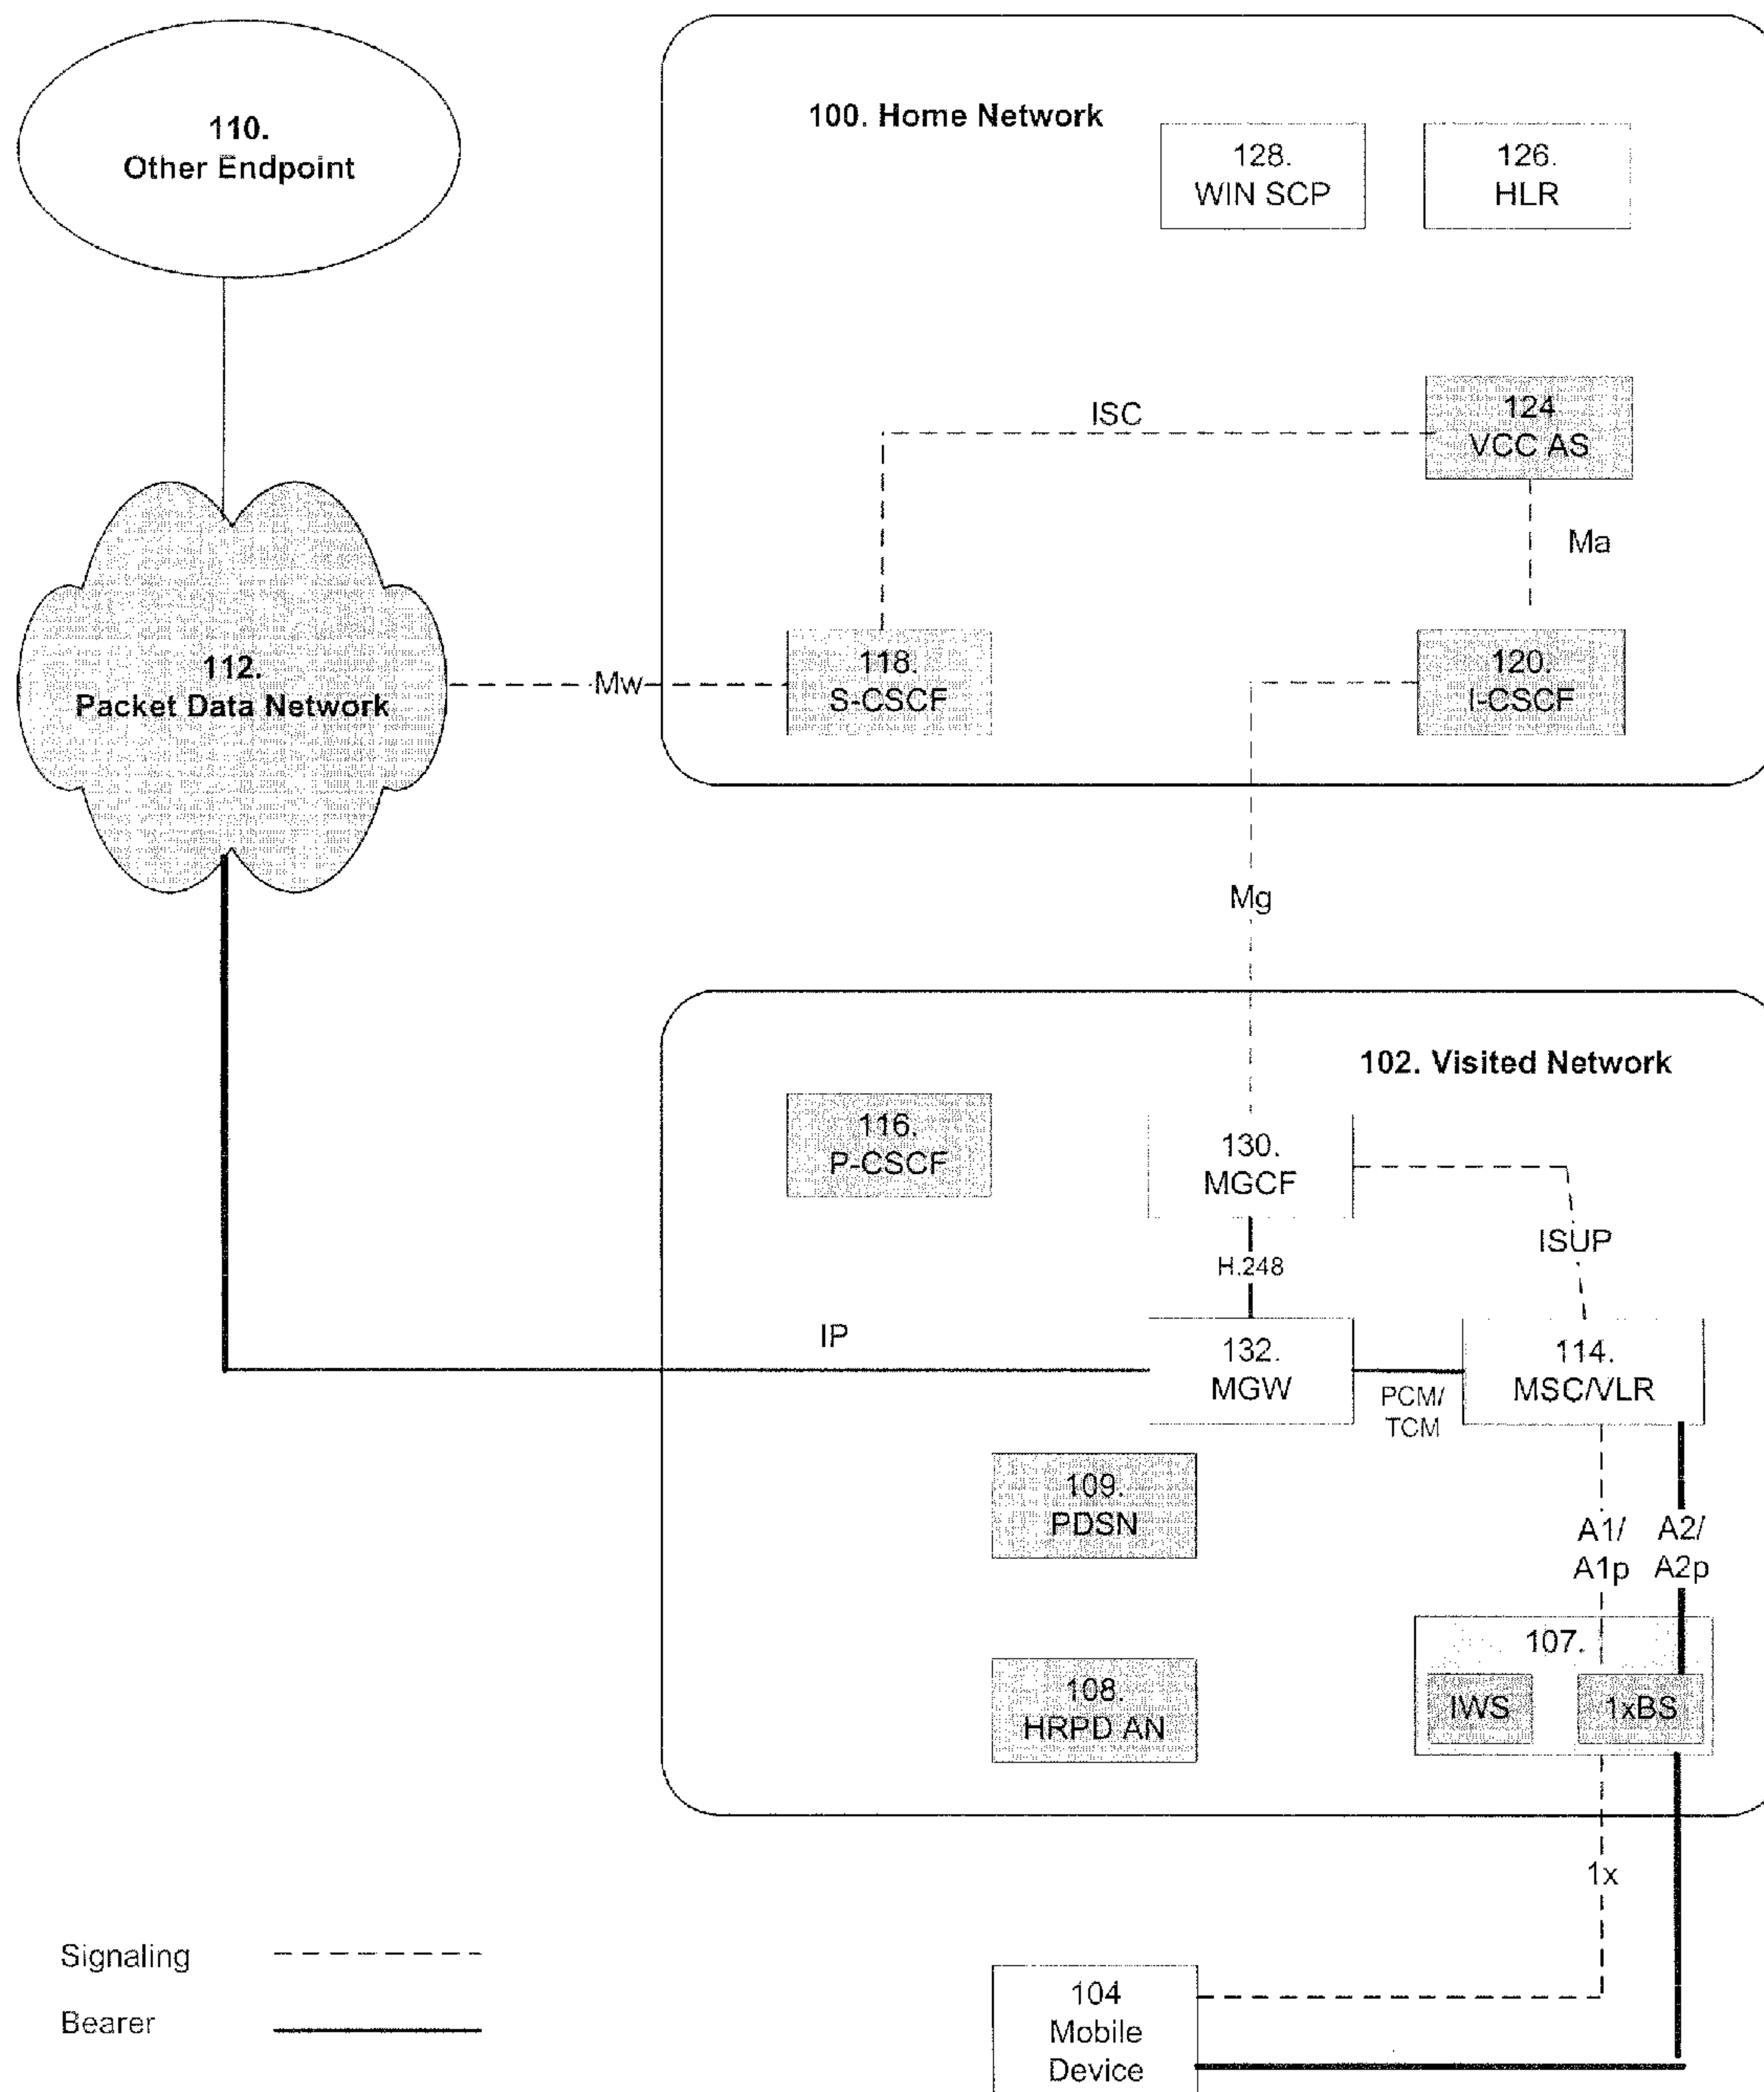 110.
Other Endpoint
100. Home Network
128.
WIN SCP
126.
HLR
ISC
124
VCC AS
Ma
112.
Packet Data Network
Mw
118.
S-CSCF
120.
I-CSCF
Mg
102. Visited Network
116.
P-CSCF
130.
MGCF
ISUP
H.248
IP
132.
MGW
PCM/
TCM
114.
MSC/VLR
109.
PDSN
A1/
A1p
A2/
A2p
107.
108.
HRPD AN
IWS
1xBS
1x
Signaling
Bearer
104
Mobile
Device